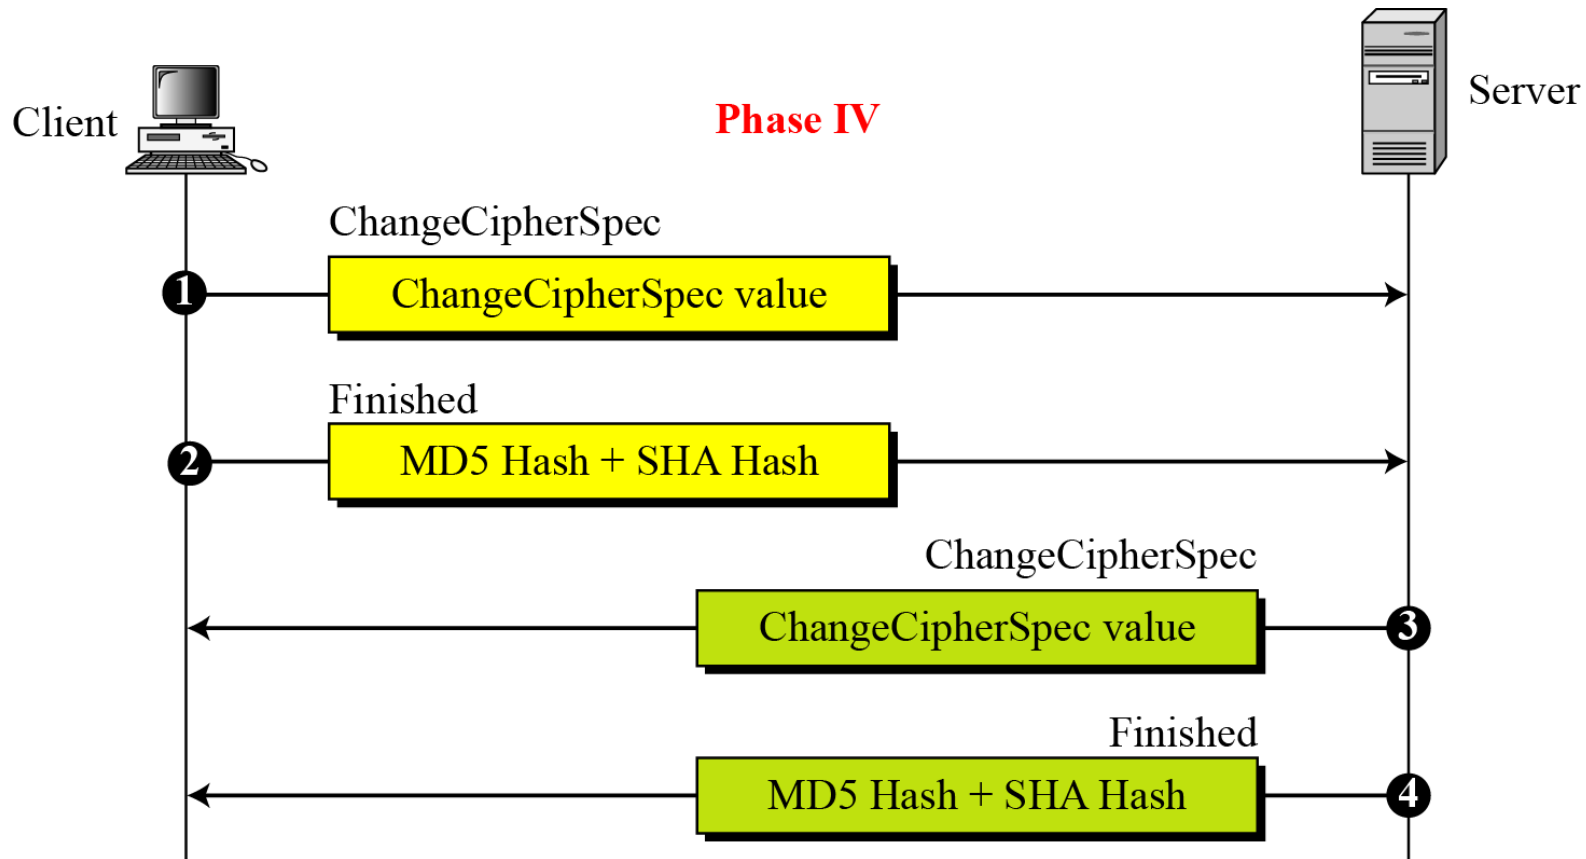 Server
Client
Phase IV
ChangeCipherSpec
1
ChangeCipherSpec value
Finished
2
MD5 Hash + SHA Hash
ChangeCipherSpec
ChangeCipherSpec value
3
Finished
MD5 Hash + SHA Hash
4